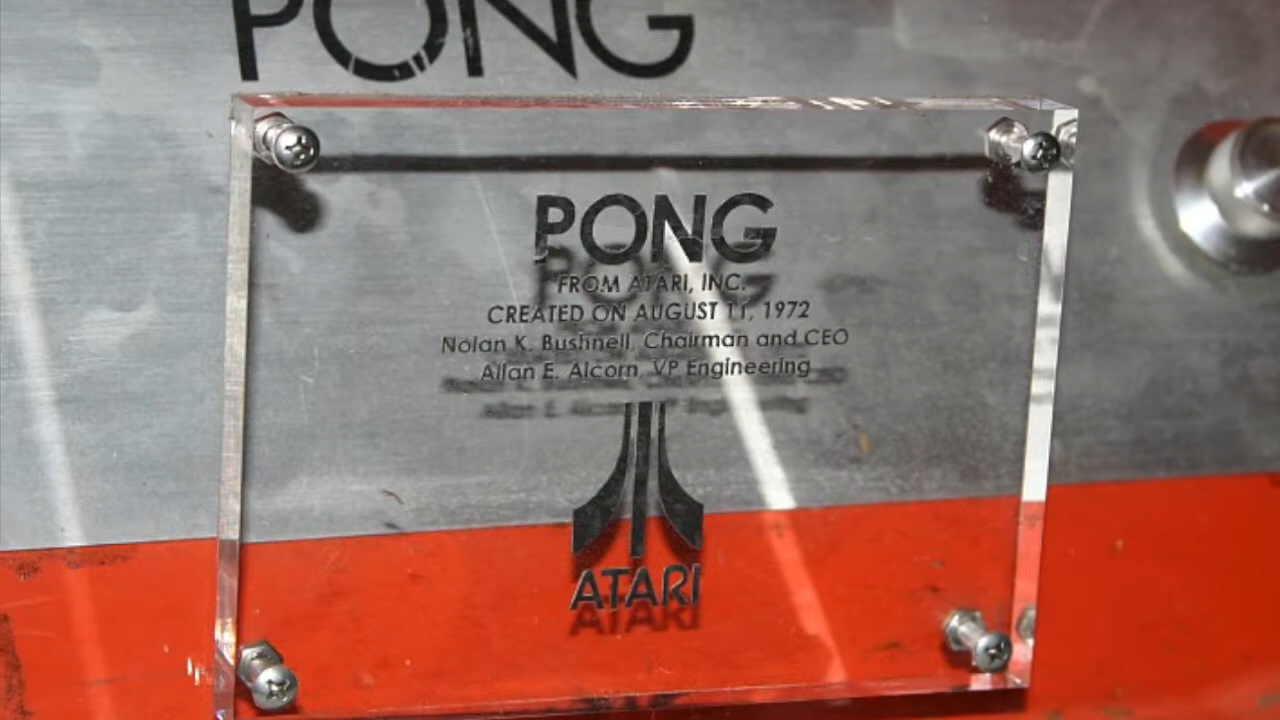 PONG
PONG
FROM ATARI, INC.
CREATED ON AUGUST 11, 1972
Nolan K. Bushnell, Chairman and CEO
Allan E. Alcorn, VP Engineering
ATARI